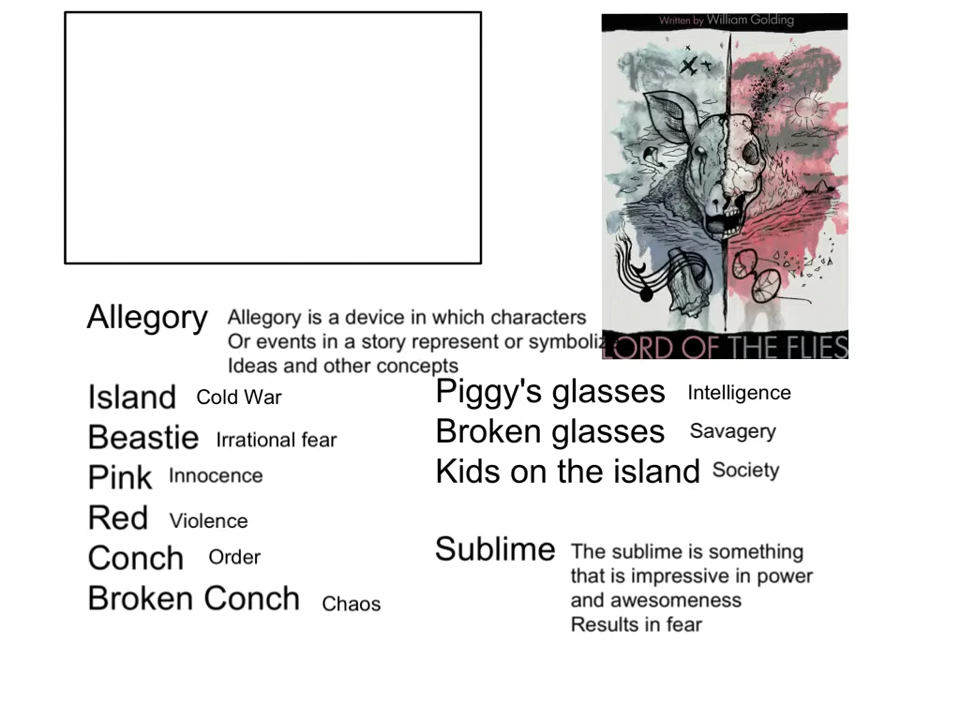 Written by William Golding
LORD OF THE FLIES
Allegory
Allegory is a device in which characters
Or events in a story represent or symbolize
Ideas and other concepts
Island Cold War
Beastie Irrational fear
Pink Innocence
Red Violence
Conch Order
Broken Conch Chaos
Piggy's glasses Intelligence
Broken glasses Savagery
Kids on the island Society
Sublime
The sublime is something
that is impressive in power
and awesomeness
Results in fear